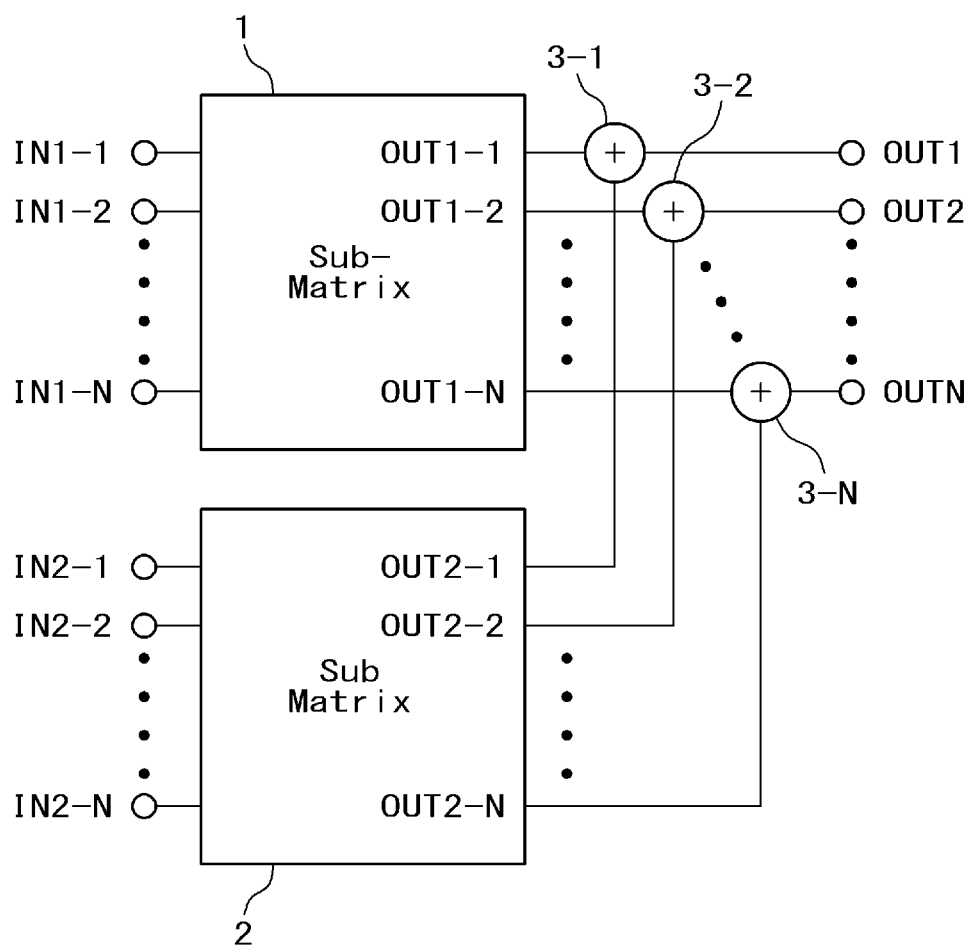 1
3-1
3-2
IN1-1
OUT1-1
+
OUT1
IN1-2
OUT1-2
+
OUT2
Sub-
Matrix
IN1-N
OUT1-N
+
OUTN
3-N
IN2-1
OUT2-1
IN2-2
OUT2-2
Sub
Matrix
IN2-N
OUT2-N
2